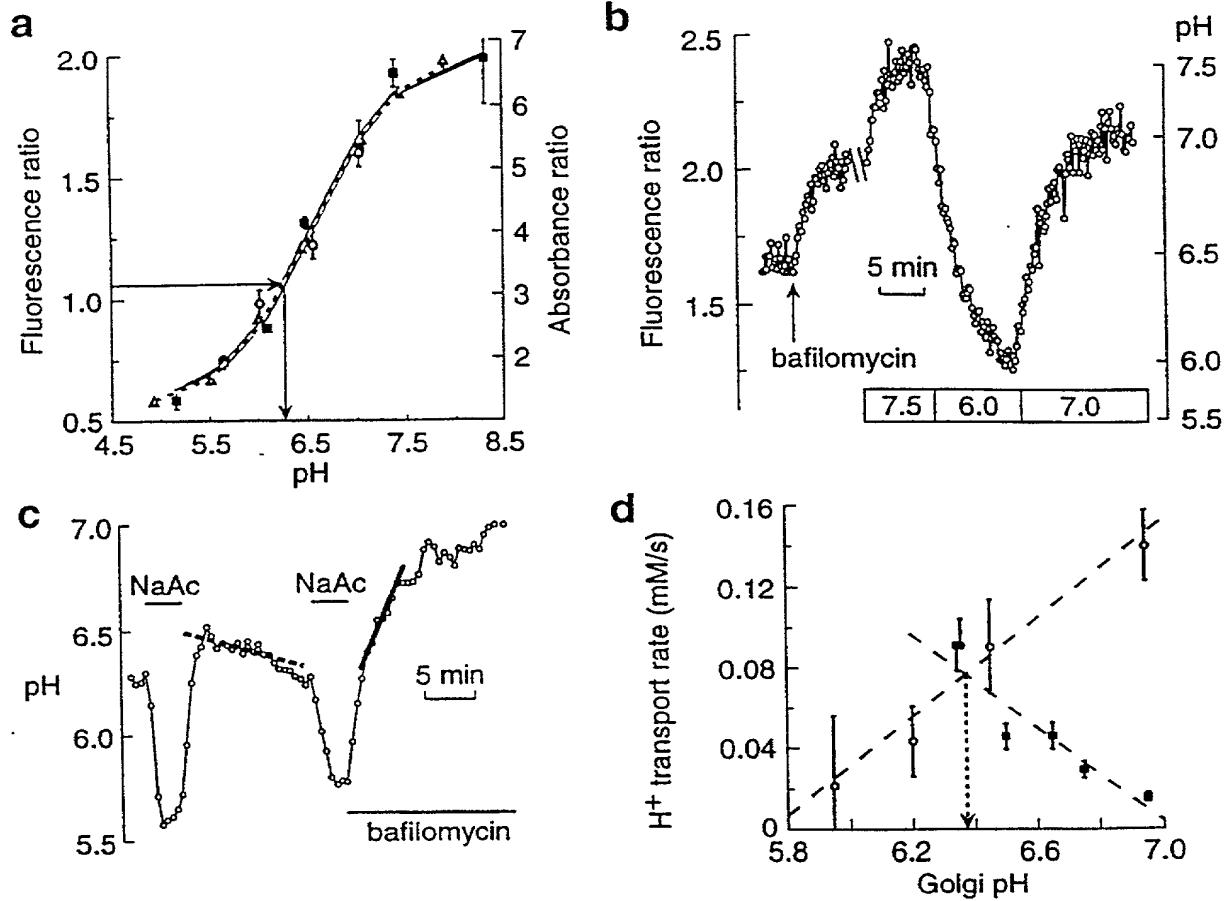 a
2.0
1.5
1.0
0.5
Fluorescence ratio
7
6
5
4
3
2
Absorbance ratio
4.5 5.5 6.5 7.5 8.5
pH
b
2.5
2.0
1.5
Fluorescence ratio
pH
7.5
7.0
6.5
6.0
5.5
5 min
bafilomycin
7.5 6.0 7.0
c
7.0
6.5
6.0
5.5
pH
NaAc
NaAc
5 min
bafilomycin
d
0.16
0.12
0.08
0.04
0
H+ transport rate (mM/s)
5.8 6.2 6.6 7.0
Golgi pH